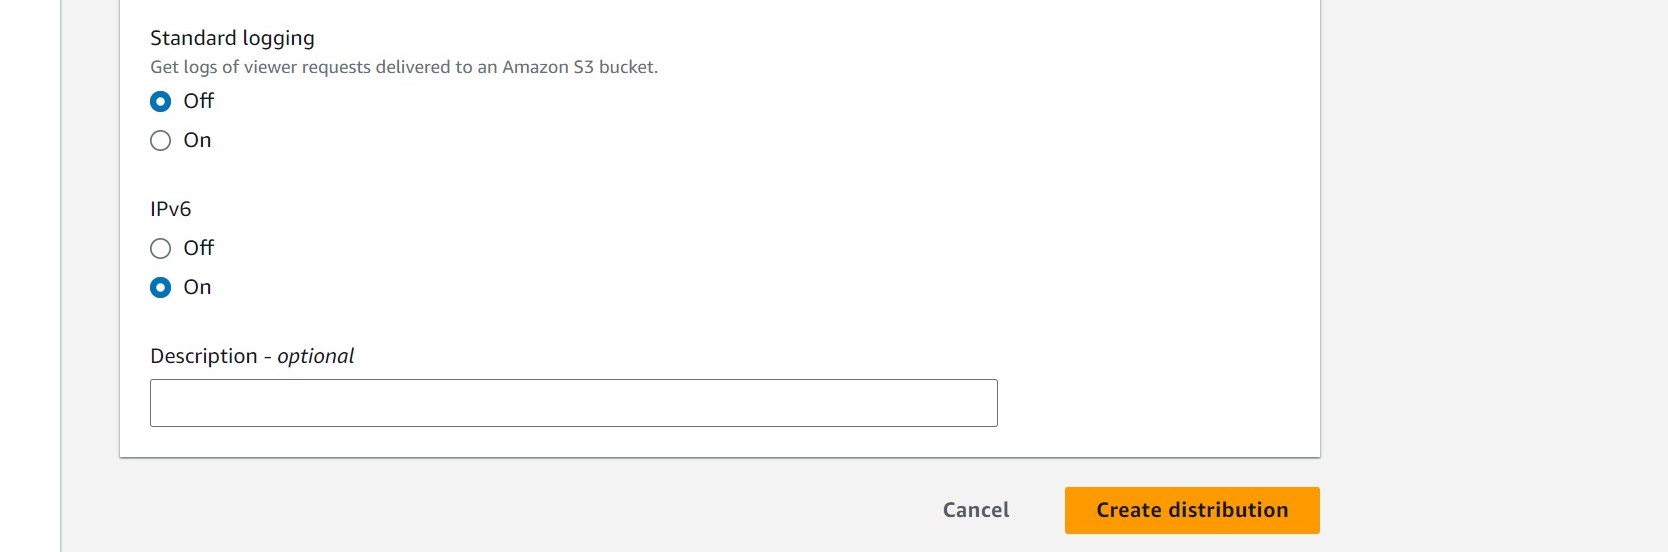 Standard logging
Get logs of viewer requests delivered to an Amazon S3 bucket.
Off
On
IPv6
Off
On
Description - optional
Cancel Create distribution